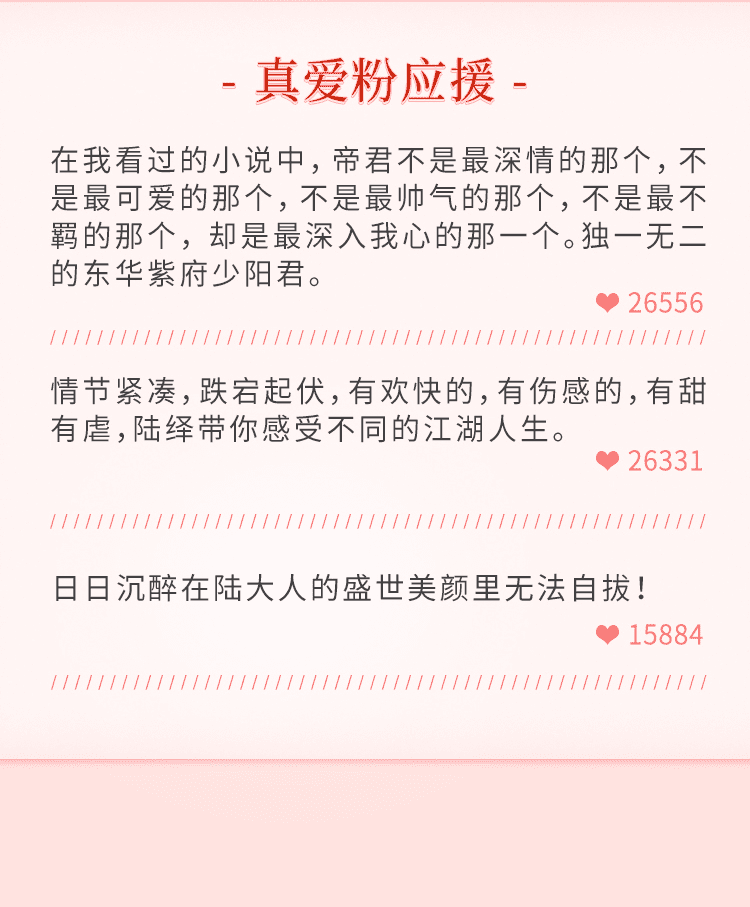 - 真爱粉应援 -
在我看过的小说中，帝君不是最深情的那个，不
是最可爱的那个，不是最帅气的那个，不是最不
羁的那个，却是最深入我心的那一个。独一无二
的东华紫府少阳君。
❤ 26556
////////////////////////////////////////////////////////
情节紧凑，跌宕起伏，有欢快的，有伤感的，有甜
有虐，陆绎带你感受不同的江湖人生。
❤ 26331
////////////////////////////////////////////////////////
日日沉醉在陆大人的盛世美颜里无法自拔！
❤ 15884
////////////////////////////////////////////////////////